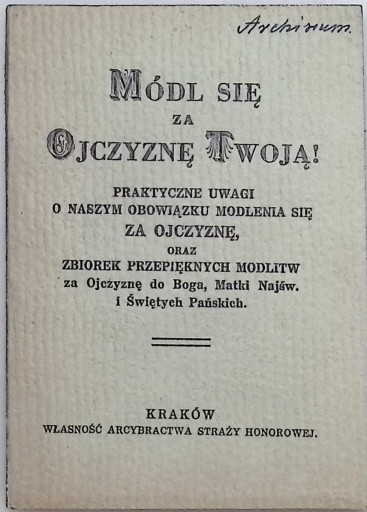 Archiwum.
MÓDL SIĘ
ZA
OJCZYZNĘ TWOJĄ!
PRAKTYCZNE UWAGI
O NASZYM OBOWIĄZKU MODLENIA SIĘ
ZA OJCZYZNĘ,
ORAZ
ZBIOREK PRZEPIĘKNYCH MODLITW
za Ojczyznę do Boga, Matki Najśw.
i Świętych Pańskich.
KRAKÓW
WŁASNOŚĆ ARCYBRACTWA STRAŻY HONOROWEJ.